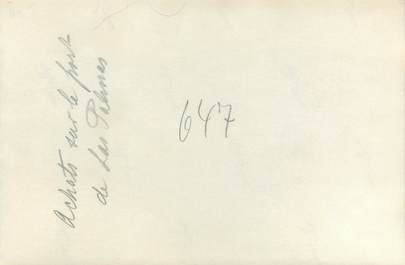 Achats sur le port
de Las Palmas
647